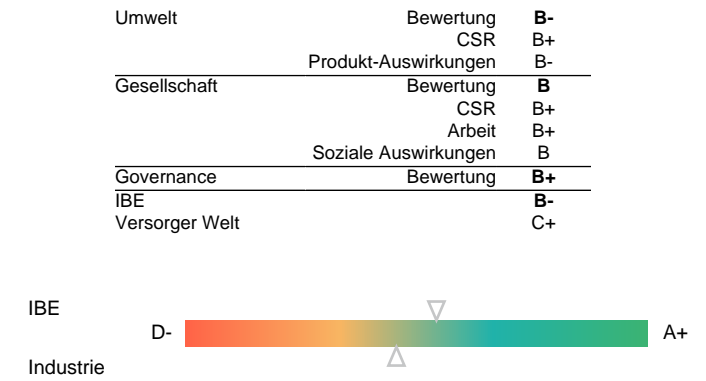 Umwelt Bewertung B-
CSR B+
Produkt-Auswirkungen B-
Gesellschaft Bewertung B
CSR B+
Arbeit B+
Soziale Auswirkungen B
Governance Bewertung B+
IBE B-
Versorger Welt C+
IBE
D- A+
Industrie